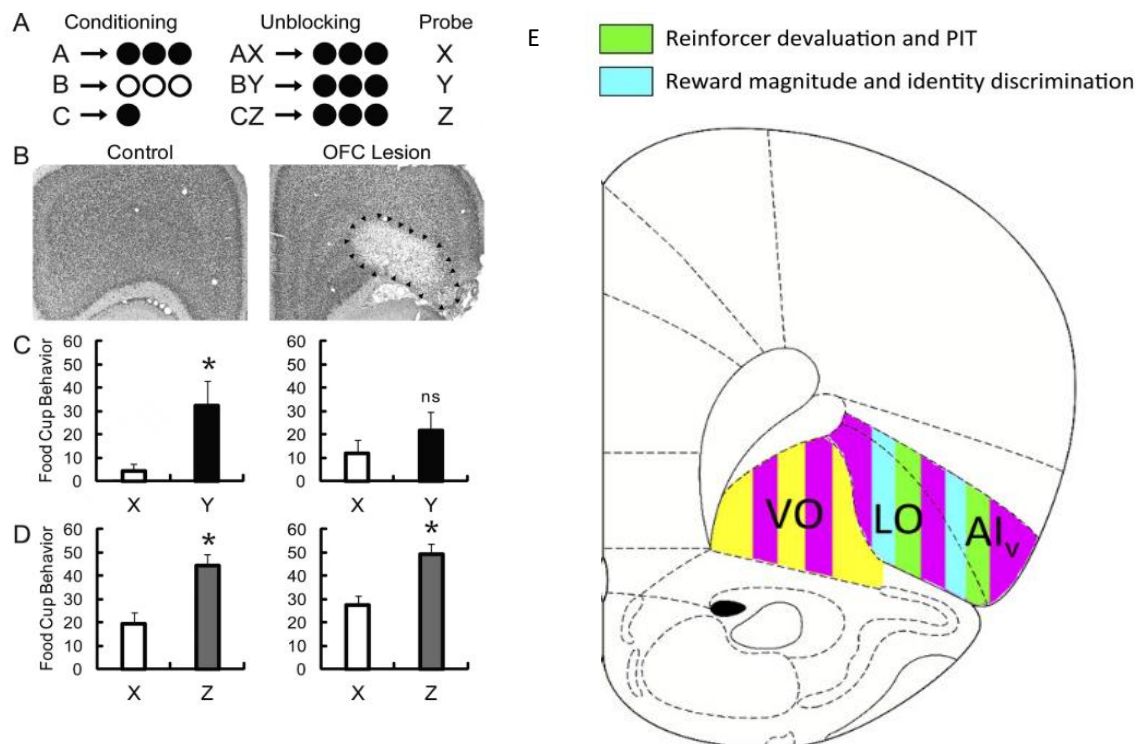 A
Conditioning Unblocking Probe
A AX X
B BY Y
C CZ Z
B
Control OFC Lesion
C
Food Cup Behavior
60
50
40
30
20
10
0
*
X Y
60
50
40
30
20
10
0
ns
X Y
D
Food Cup Behavior
60
50
40
30
20
10
0
*
X Z
60
50
40
30
20
10
0
*
X Z
E
Reinforcer devaluation and PIT
Reward magnitude and identity discrimination
VO LO AIv